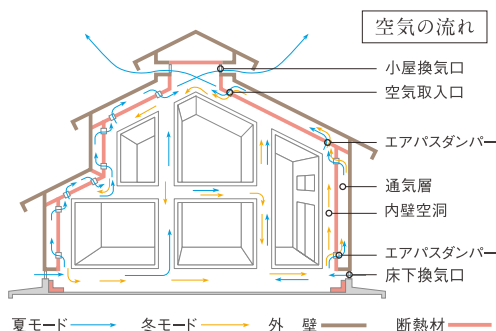 空気の流れ
小屋換気口
空気取入口
エアパスダンパー
通気層
内壁空洞
エアパスダンパー
床下換気口
夏モード 冬モード 外 壁 断熱材